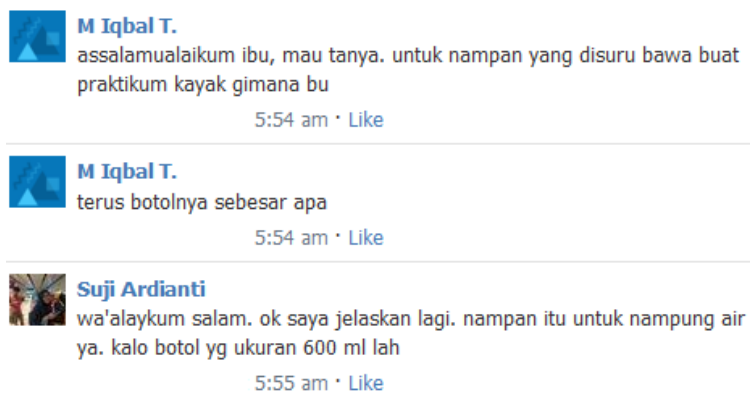 M Iqbal T.
assalamualaikum ibu, mau tanya. untuk nampan yang disuru bawa buat
praktikum kayak gimana bu
5:54 am · Like
M Iqbal T.
terus botolnya sebesar apa
5:54 am · Like
Suji Ardianti
wa'alaykum salam. ok saya jelaskan lagi. nampan itu untuk nampung air
ya. kalo botol yg ukuran 600 ml lah
5:55 am · Like